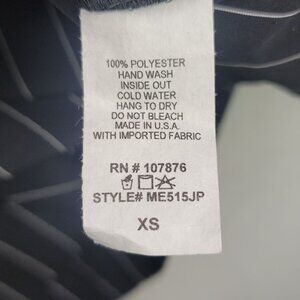 100% POLYESTER
HAND WASH
INSIDE OUT
COLD WATER
HANG TO DRY
DO NOT BLEACH
MADE IN U.S.A.
WITH IMPORTED FABRIC
RN # 107876
STYLE# ME515JP
XS